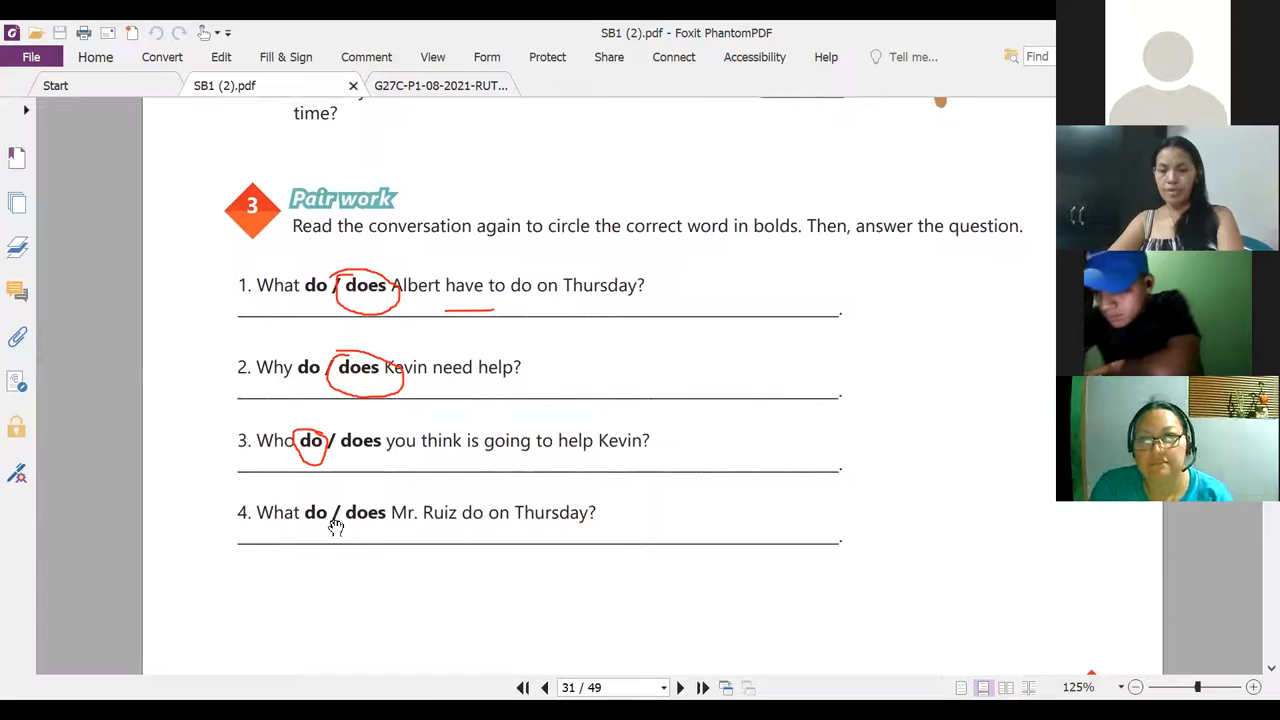 SB1 (2).pdf - Foxit PhantomPDF
File Home Convert Edit Fill & Sign Comment View Form Protect Share Connect Accessibility Help Tell me... Find
Start SB1 (2).pdf G27C-P1-08-2021-RUT...
time?
3 Pair work
Read the conversation again to circle the correct word in bolds. Then, answer the question.
1. What do / does Albert have to do on Thursday?
2. Why do / does Kevin need help?
3. Who do / does you think is going to help Kevin?
4. What do / does Mr. Ruiz do on Thursday?
31 / 49 125%